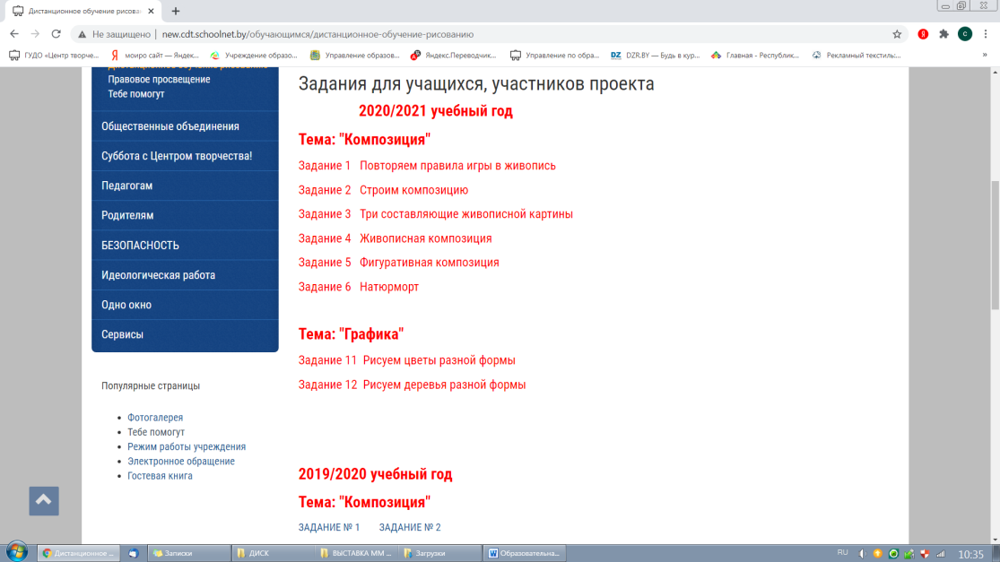 Дистанционное обучение рисова
Не защищено | new.cdt.schoolnet.by/обучающимся/дистанционное-обучение-рисованию
ГУДО «Центр творче... моиро сайт — Яндек... Учреждение образо... Управление образов... Яндекс.Переводчик... Управление по обра... DZ DZR.BY — Будь в кур... Главная - Республик... Рекламный текстиль... »
Правовое просвещение
Тебе помогут
Общественные объединения
Суббота с Центром творчества!
Педагогам
Родителям
БЕЗОПАСНОСТЬ
Идеологическая работа
Одно окно
Сервисы
Популярные страницы
Фотогалерея
Тебе помогут
Режим работы учреждения
Электронное обращение
Гостевая книга
Задания для учащихся, участников проекта
2020/2021 учебный год
Тема: "Композиция"
Задание 1 Повторяем правила игры в живопись
Задание 2 Строим композицию
Задание 3 Три составляющие живописной картины
Задание 4 Живописная композиция
Задание 5 Фигуративная композиция
Задание 6 Натюрморт
Тема: "Графика"
Задание 11 Рисуем цветы разной формы
Задание 12 Рисуем деревья разной формы
2019/2020 учебный год
Тема: "Композиция"
ЗАДАНИЕ № 1 ЗАДАНИЕ № 2
Дистанционное ... Записки ДИСК ВЫСТАВКА ММ ... Загрузки Образовательна... RU 10:35